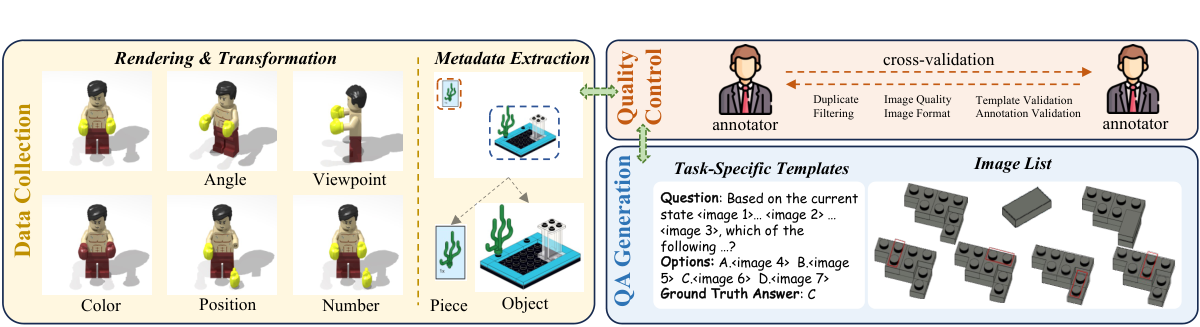 Data Collection
Rendering & Transformation
Angle
Viewpoint
Color
Position
Number
Metadata Extraction
Piece
Object
Quality
Control
annotator
cross-validation
Duplicate
Filtering
Image Quality
Image Format
Template Validation
Annotation Validation
annotator
QA Generation
Task-Specific Templates
Question: Based on the current
state <image 1>... <image 2> ...
<image 3>, which of the
following ...?
Options: A.<image 4> B.<image
5> C.<image 6> D.<image 7>
Ground Truth Answer: C
Image List